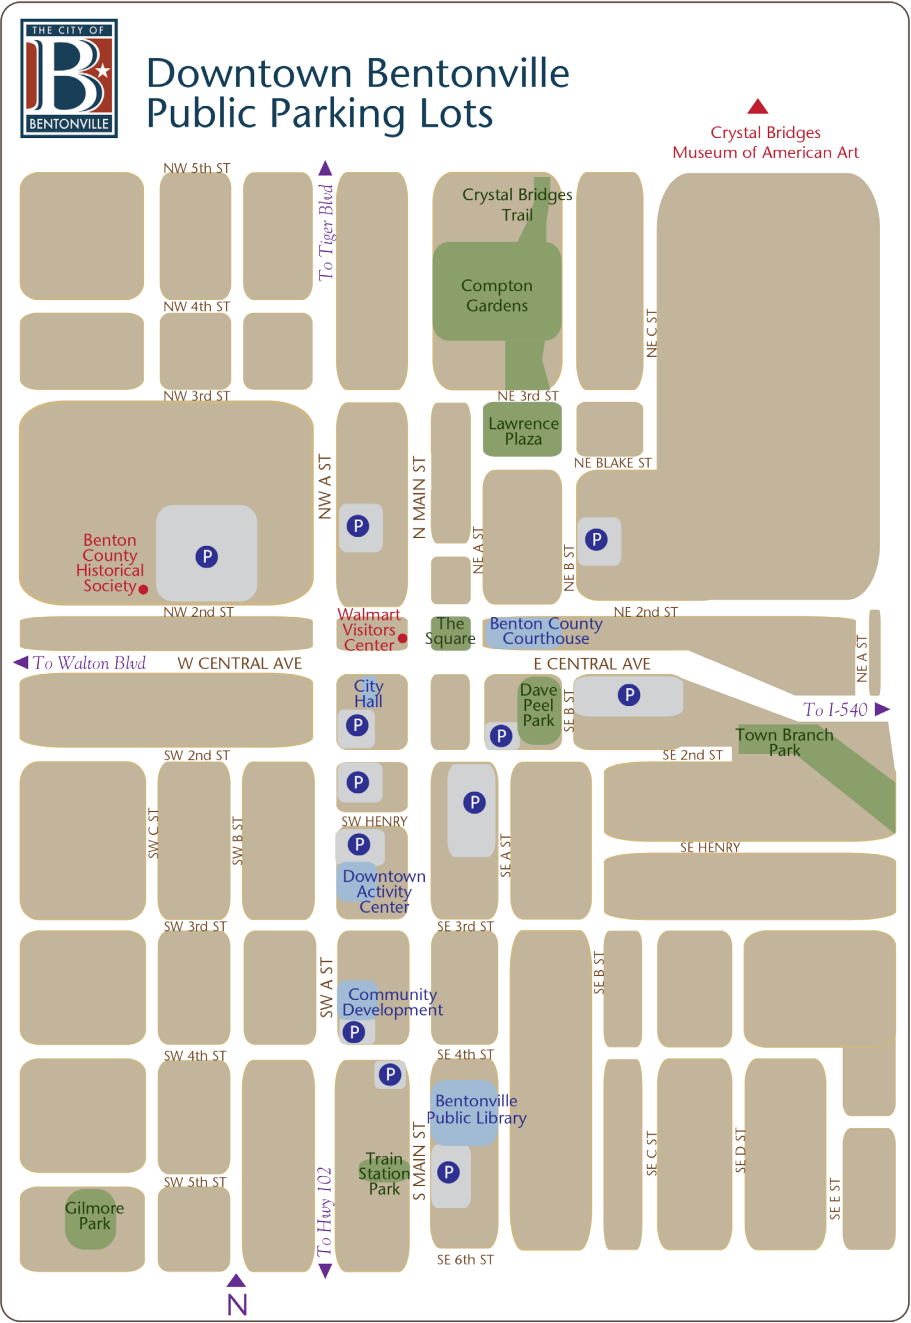 THE CITY OF
B
BENTONVILLE
Downtown Bentonville
Public Parking Lots
Crystal Bridges
Museum of American Art
NW 5th ST
To Tiger Blvd
Crystal Bridges
Trail
Compton
Gardens
NW 4th ST
NE C ST
NW 3rd ST
NE 3rd ST
Lawrence
Plaza
NE BLAKE ST
NW A ST
N MAIN ST
NE A ST
NE B ST
P
P
P
Benton
County
Historical
Society
NW 2nd ST
NE 2nd ST
Walmart
Visitors
Center
The
Square
Benton County
Courthouse
NE A ST
To Walton Blvd
W CENTRAL AVE
E CENTRAL AVE
City
Hall
P
P
Dave
Peel
Park
SE B ST
P
To I-540
Town Branch
Park
SW 2nd ST
SE 2nd ST
P
P
SW C ST
SW B ST
SW HENRY
P
SE A ST
SE HENRY
Downtown
Activity
Center
SW 3rd ST
SE 3rd ST
SW A ST
SE B ST
Community
Development
P
SW 4th ST
SE 4th ST
P
Bentonville
Public Library
S MAIN ST
SE C ST
SE D ST
SE E ST
Train
Station
Park
P
SW 5th ST
Gilmore
Park
To Hwy 102
SE 6th ST
N